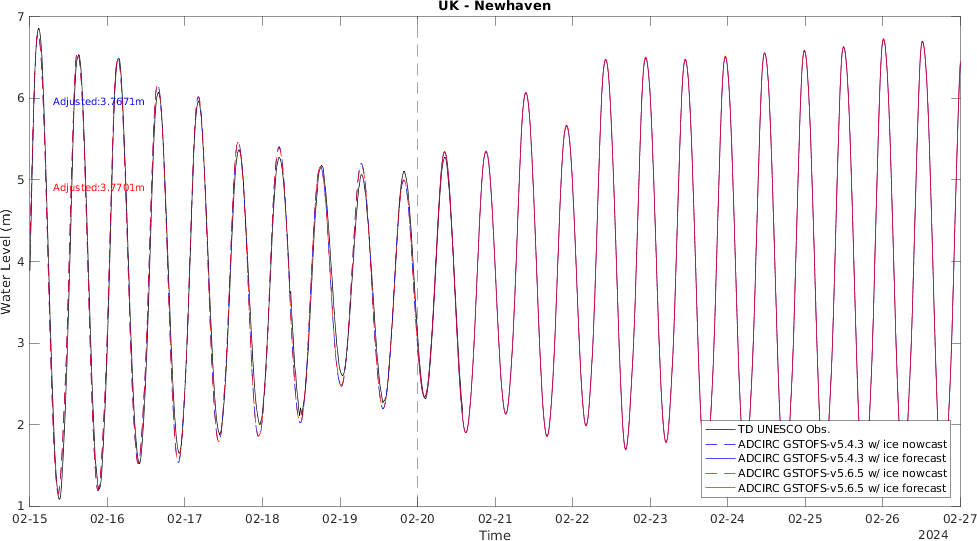 UK - Newhaven
7
6
5
4
3
2
1
Water Level (m)
Adjusted:3.7671m
Adjusted:3.7701m
TD UNESCO Obs.
ADCIRC GSTOFS-v5.4.3 w/ ice nowcast
ADCIRC GSTOFS-v5.4.3 w/ ice forecast
ADCIRC GSTOFS-v5.6.5 w/ ice nowcast
ADCIRC GSTOFS-v5.6.5 w/ ice forecast
02-15 02-16 02-17 02-18 02-19 02-20 02-21 02-22 02-23 02-24 02-25 02-26 02-27
Time
2024